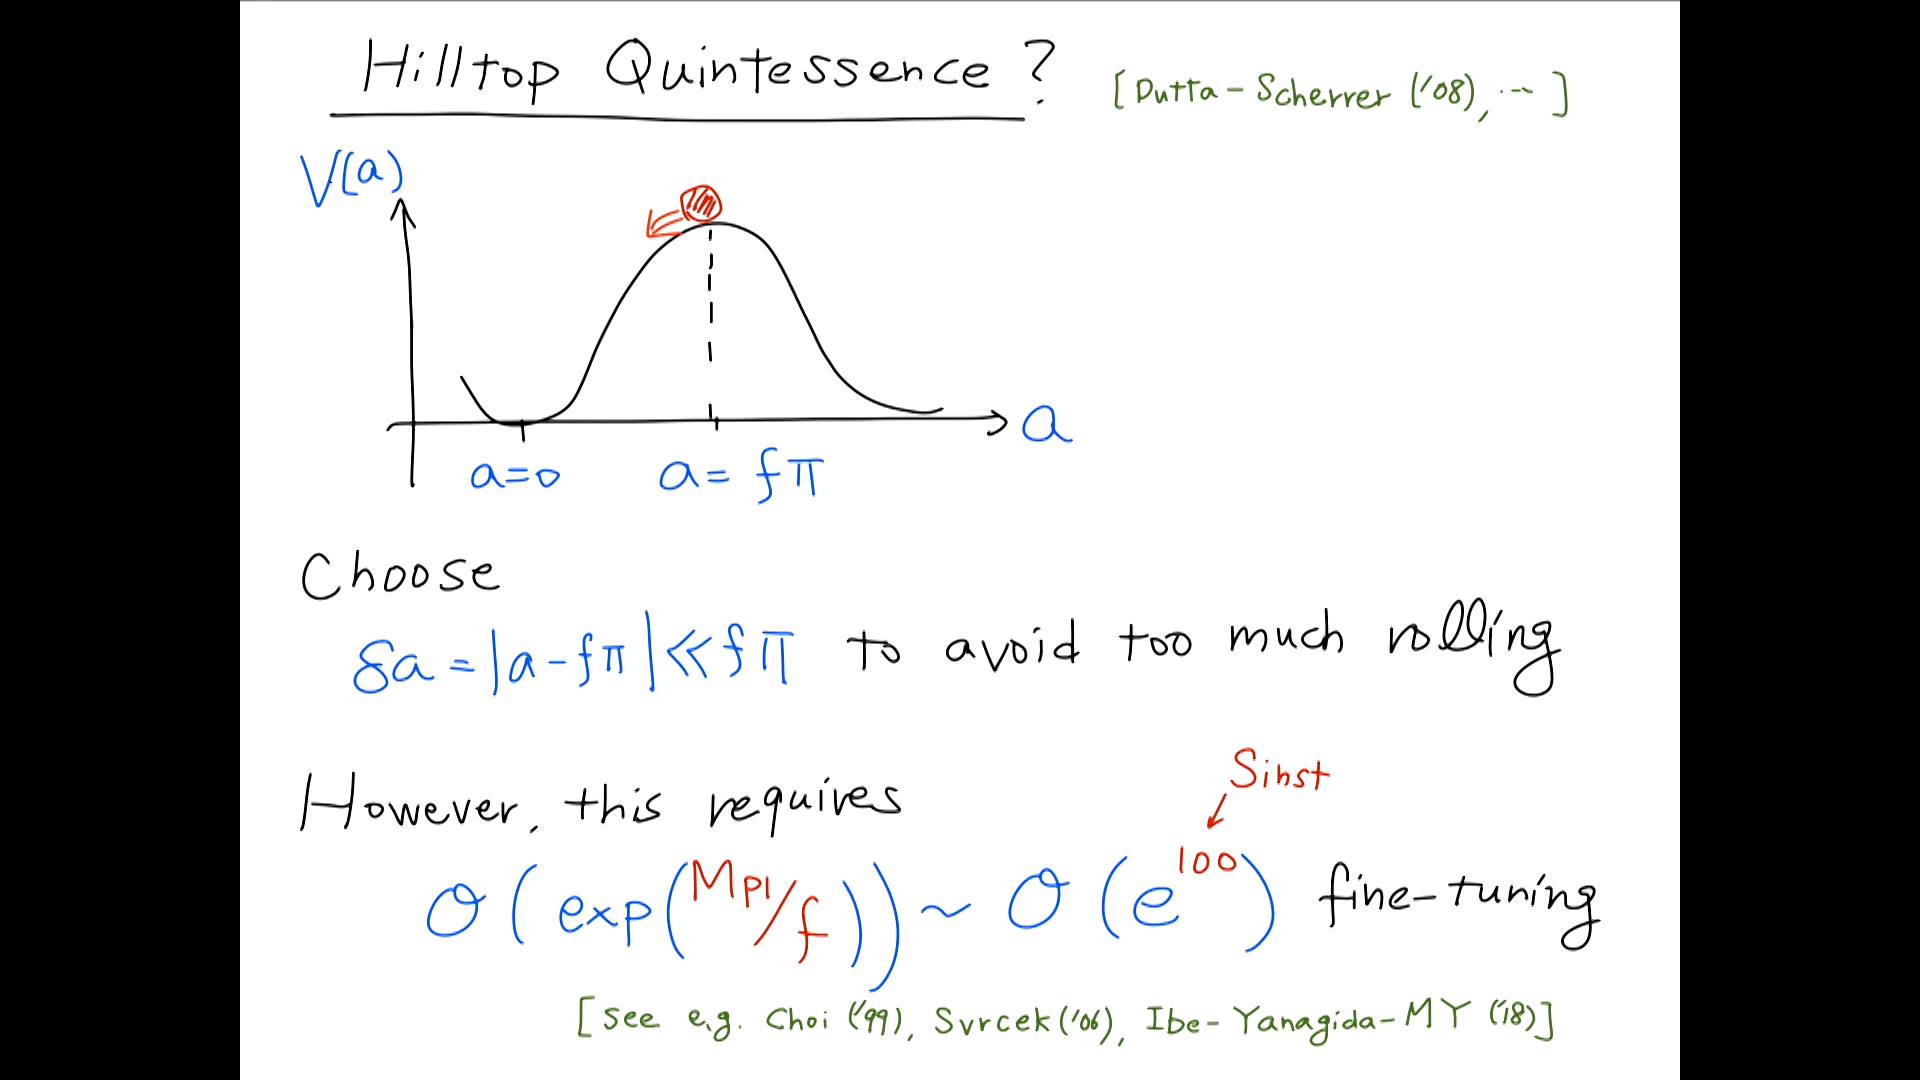 Hilltop Quintessence?
[Dutta-Scherrer ('08), ...]
V(a)
a
a=0
a= fπ
Choose
δa = |a-fπ| ≪ fπ to avoid too much rolling
However, this requires
Sinst
O(exp(Mpl/f)) ~ O(e^100) fine-tuning
[see e.g. Choi ('99), Svrcek ('06), Ibe-Yanagida-MY ('18)]